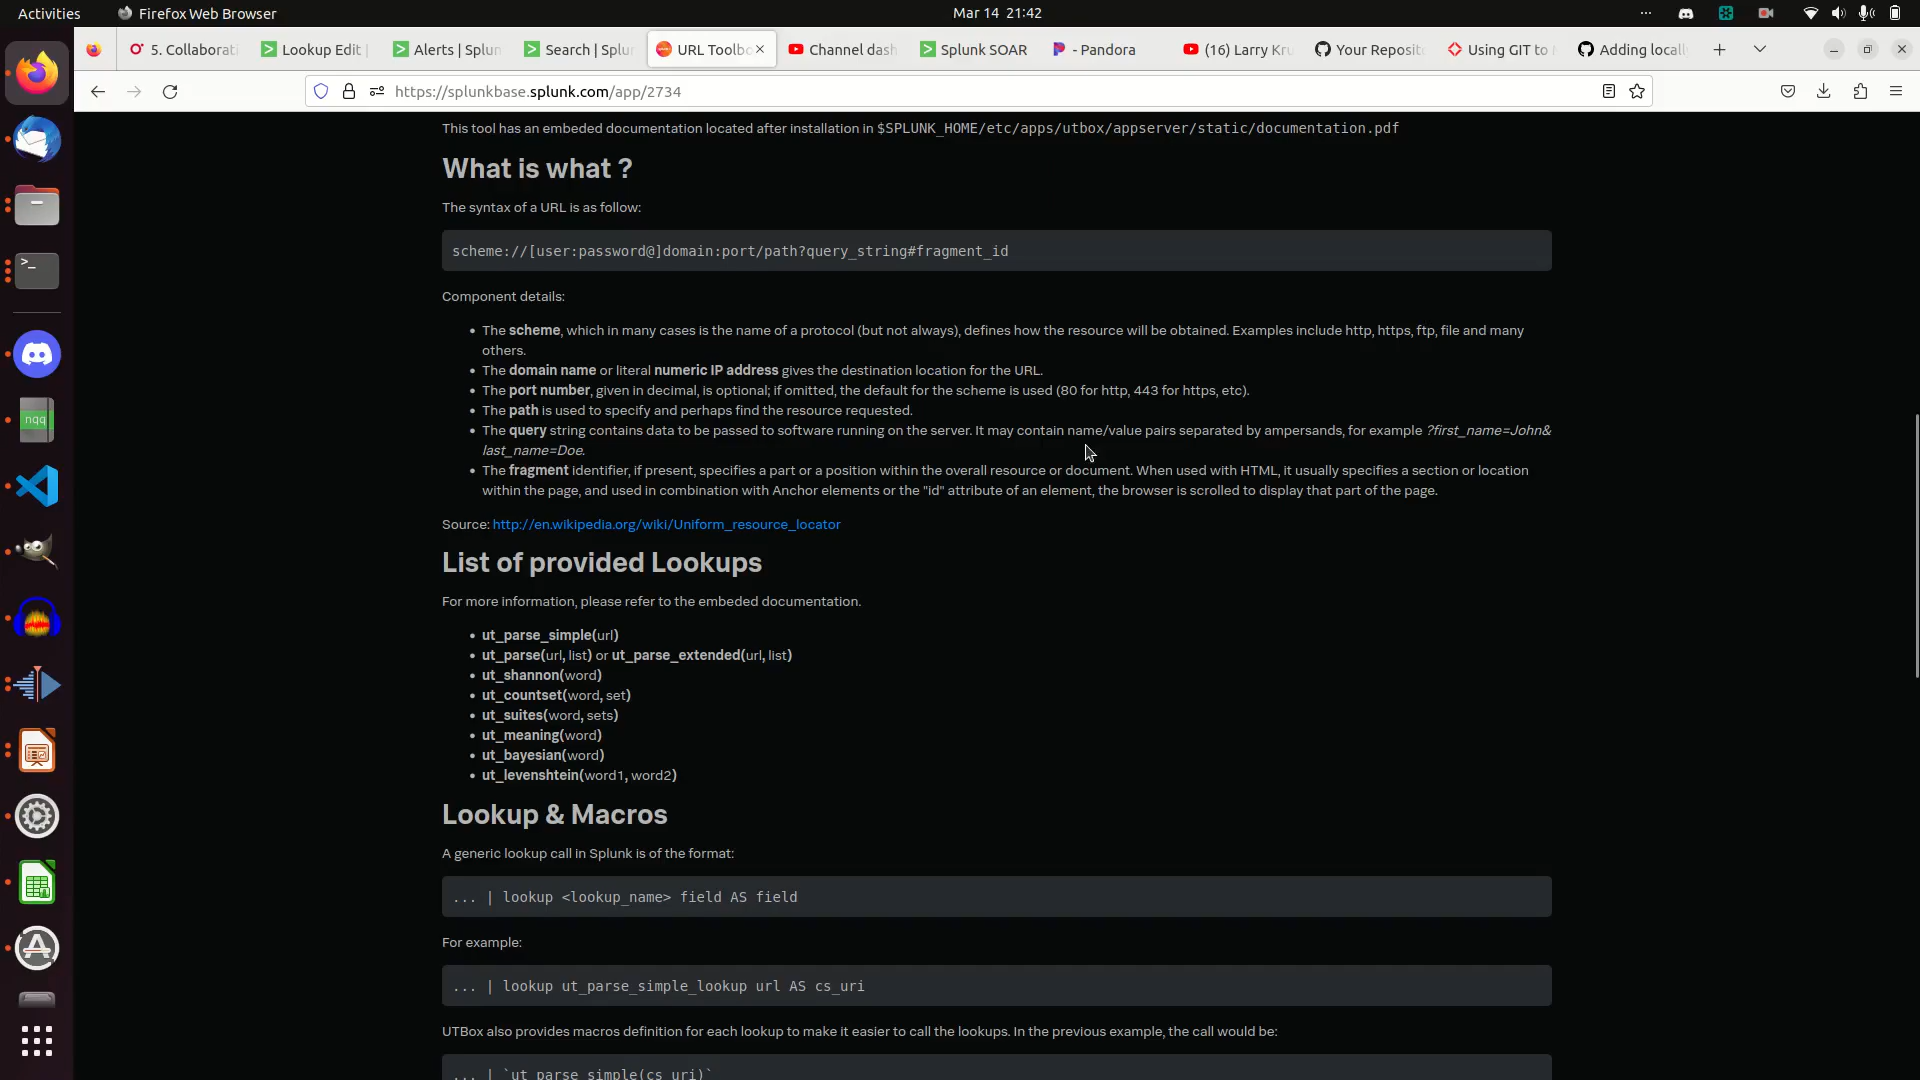 Activities Firefox Web Browser Mar 14 21:42
5. Collaborati Lookup Edit Alerts | Splun Search | Splun URL Toolbo Channel dash Splunk SOAR - Pandora (16) Larry Kru Your Reposit Using GIT to Adding locall
https://splunkbase.splunk.com/app/2734
This tool has an embeded documentation located after installation in $SPLUNK_HOME/etc/apps/utbox/appserver/static/documentation.pdf
What is what ?
The syntax of a URL is as follow:
scheme://[user:password@]domain:port/path?query_string#fragment_id
Component details:
• The scheme, which in many cases is the name of a protocol (but not always), defines how the resource will be obtained. Examples include http, https, ftp, file and many
others.
• The domain name or literal numeric IP address gives the destination location for the URL.
• The port number, given in decimal, is optional; if omitted, the default for the scheme is used (80 for http, 443 for https, etc).
• The path is used to specify and perhaps find the resource requested.
• The query string contains data to be passed to software running on the server. It may contain name/value pairs separated by ampersands, for example ?first_name=John&
last_name=Doe.
• The fragment identifier, if present, specifies a part or a position within the overall resource or document. When used with HTML, it usually specifies a section or location
within the page, and used in combination with Anchor elements or the "id" attribute of an element, the browser is scrolled to display that part of the page.
Source: http://en.wikipedia.org/wiki/Uniform_resource_locator
List of provided Lookups
For more information, please refer to the embeded documentation.
• ut_parse_simple(url)
• ut_parse(url, list) or ut_parse_extended(url, list)
• ut_shannon(word)
• ut_countset(word, set)
• ut_suites(word, sets)
• ut_meaning(word)
• ut_bayesian(word)
• ut_levenshtein(word1, word2)
Lookup & Macros
A generic lookup call in Splunk is of the format:
... | lookup <lookup_name> field AS field
For example:
... | lookup ut_parse_simple_lookup url AS cs_uri
UTBox also provides macros definition for each lookup to make it easier to call the lookups. In the previous example, the call would be:
... | `ut_parse_simple(cs_uri)`
nqq